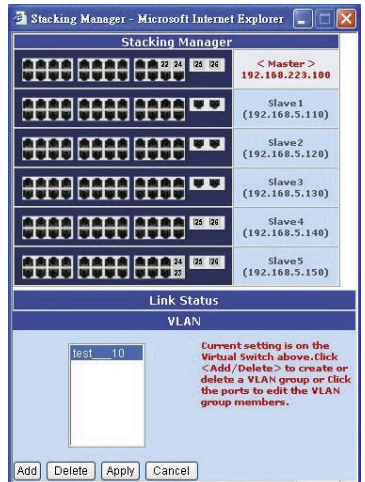 Stacking Manager - Microsoft Internet Explorer
Stacking Manager
22 24 25 26
< Master >
192.168.223.100
Slave1
(192.168.5.110)
Slave2
(192.168.5.120)
Slave3
(192.168.5.130)
25 26
Slave4
(192.168.5.140)
24 25 26
23
Slave5
(192.168.5.150)
Link Status
VLAN
test___10
Current setting is on the
Virtual Switch above.Click
<Add/Delete> to create or
delete a VLAN group or Click
the ports to edit the VLAN
group members.
Add Delete Apply Cancel